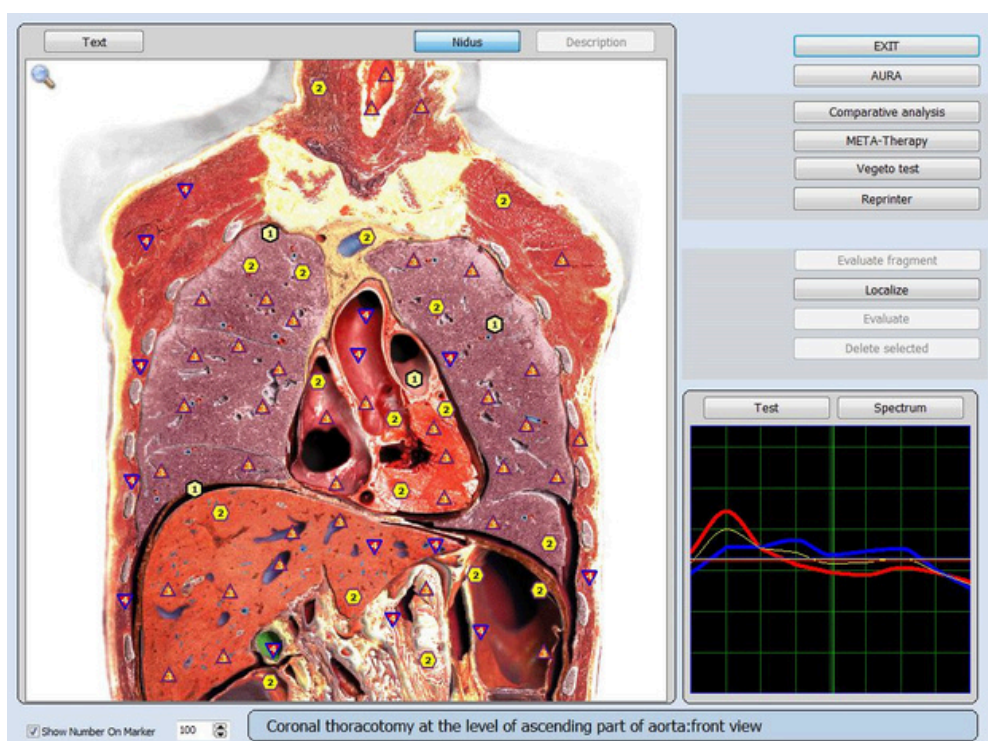 Text
Nidus
Description
EXIT
AURA
Comparative analysis
META-Therapy
Vegeto test
Reprinter
Evaluate fragment
Localize
Evaluate
Delete selected
Test
Spectrum
Show Number On Marker
100
Coronal thoracotomy at the level of ascending part of aorta:front view